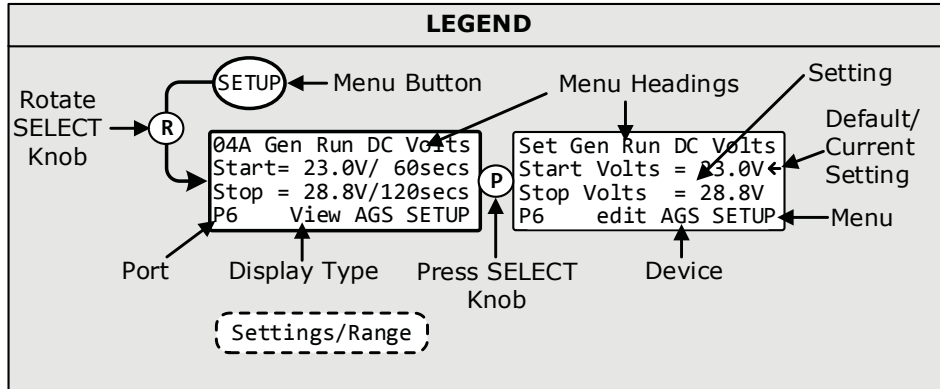 LEGEND
SETUP
Menu Button
Menu Headings
Setting
Rotate
SELECT
Knob
R
Default/
Current
Setting
04A Gen Run DC Volts
Start= 23.0V/ 60secs
Stop = 28.8V/120secs
P6 View AGS SETUP
P
Set Gen Run DC Volts
Start Volts = 23.0V←
Stop Volts = 28.8V
P6 edit AGS SETUP
Menu
Port
Display Type
Press SELECT
Knob
Device
Settings/Range